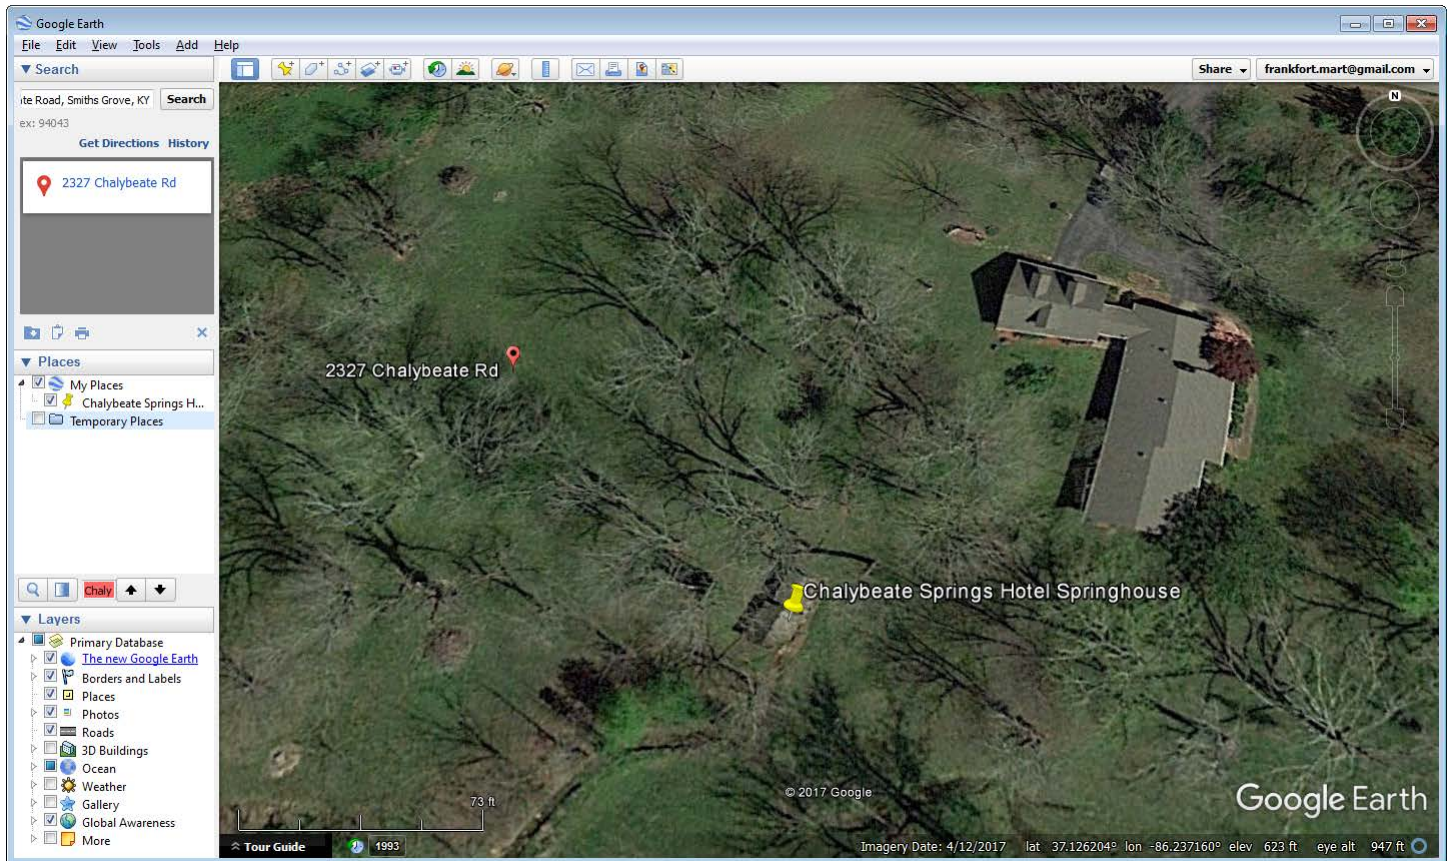 Google Earth
File Edit View Tools Add Help
Search
Share
frankfort.mart@gmail.com
te Road, Smiths Grove, KY
Search
ex: 94043
Get Directions History
2327 Chalybeate Rd
N
Places
My Places
Chalybeate Springs H...
Temporary Places
2327 Chalybeate Rd
Chalybeate Springs Hotel Springhouse
Chaly
Layers
Primary Database
The new Google Earth
Borders and Labels
Places
Photos
Roads
3D Buildings
Ocean
Weather
Gallery
Global Awareness
More
73 ft
© 2017 Google
Google Earth
Tour Guide
1993
Imagery Date: 4/12/2017 lat 37.126204° lon -86.237160° elev 623 ft eye alt 947 ft